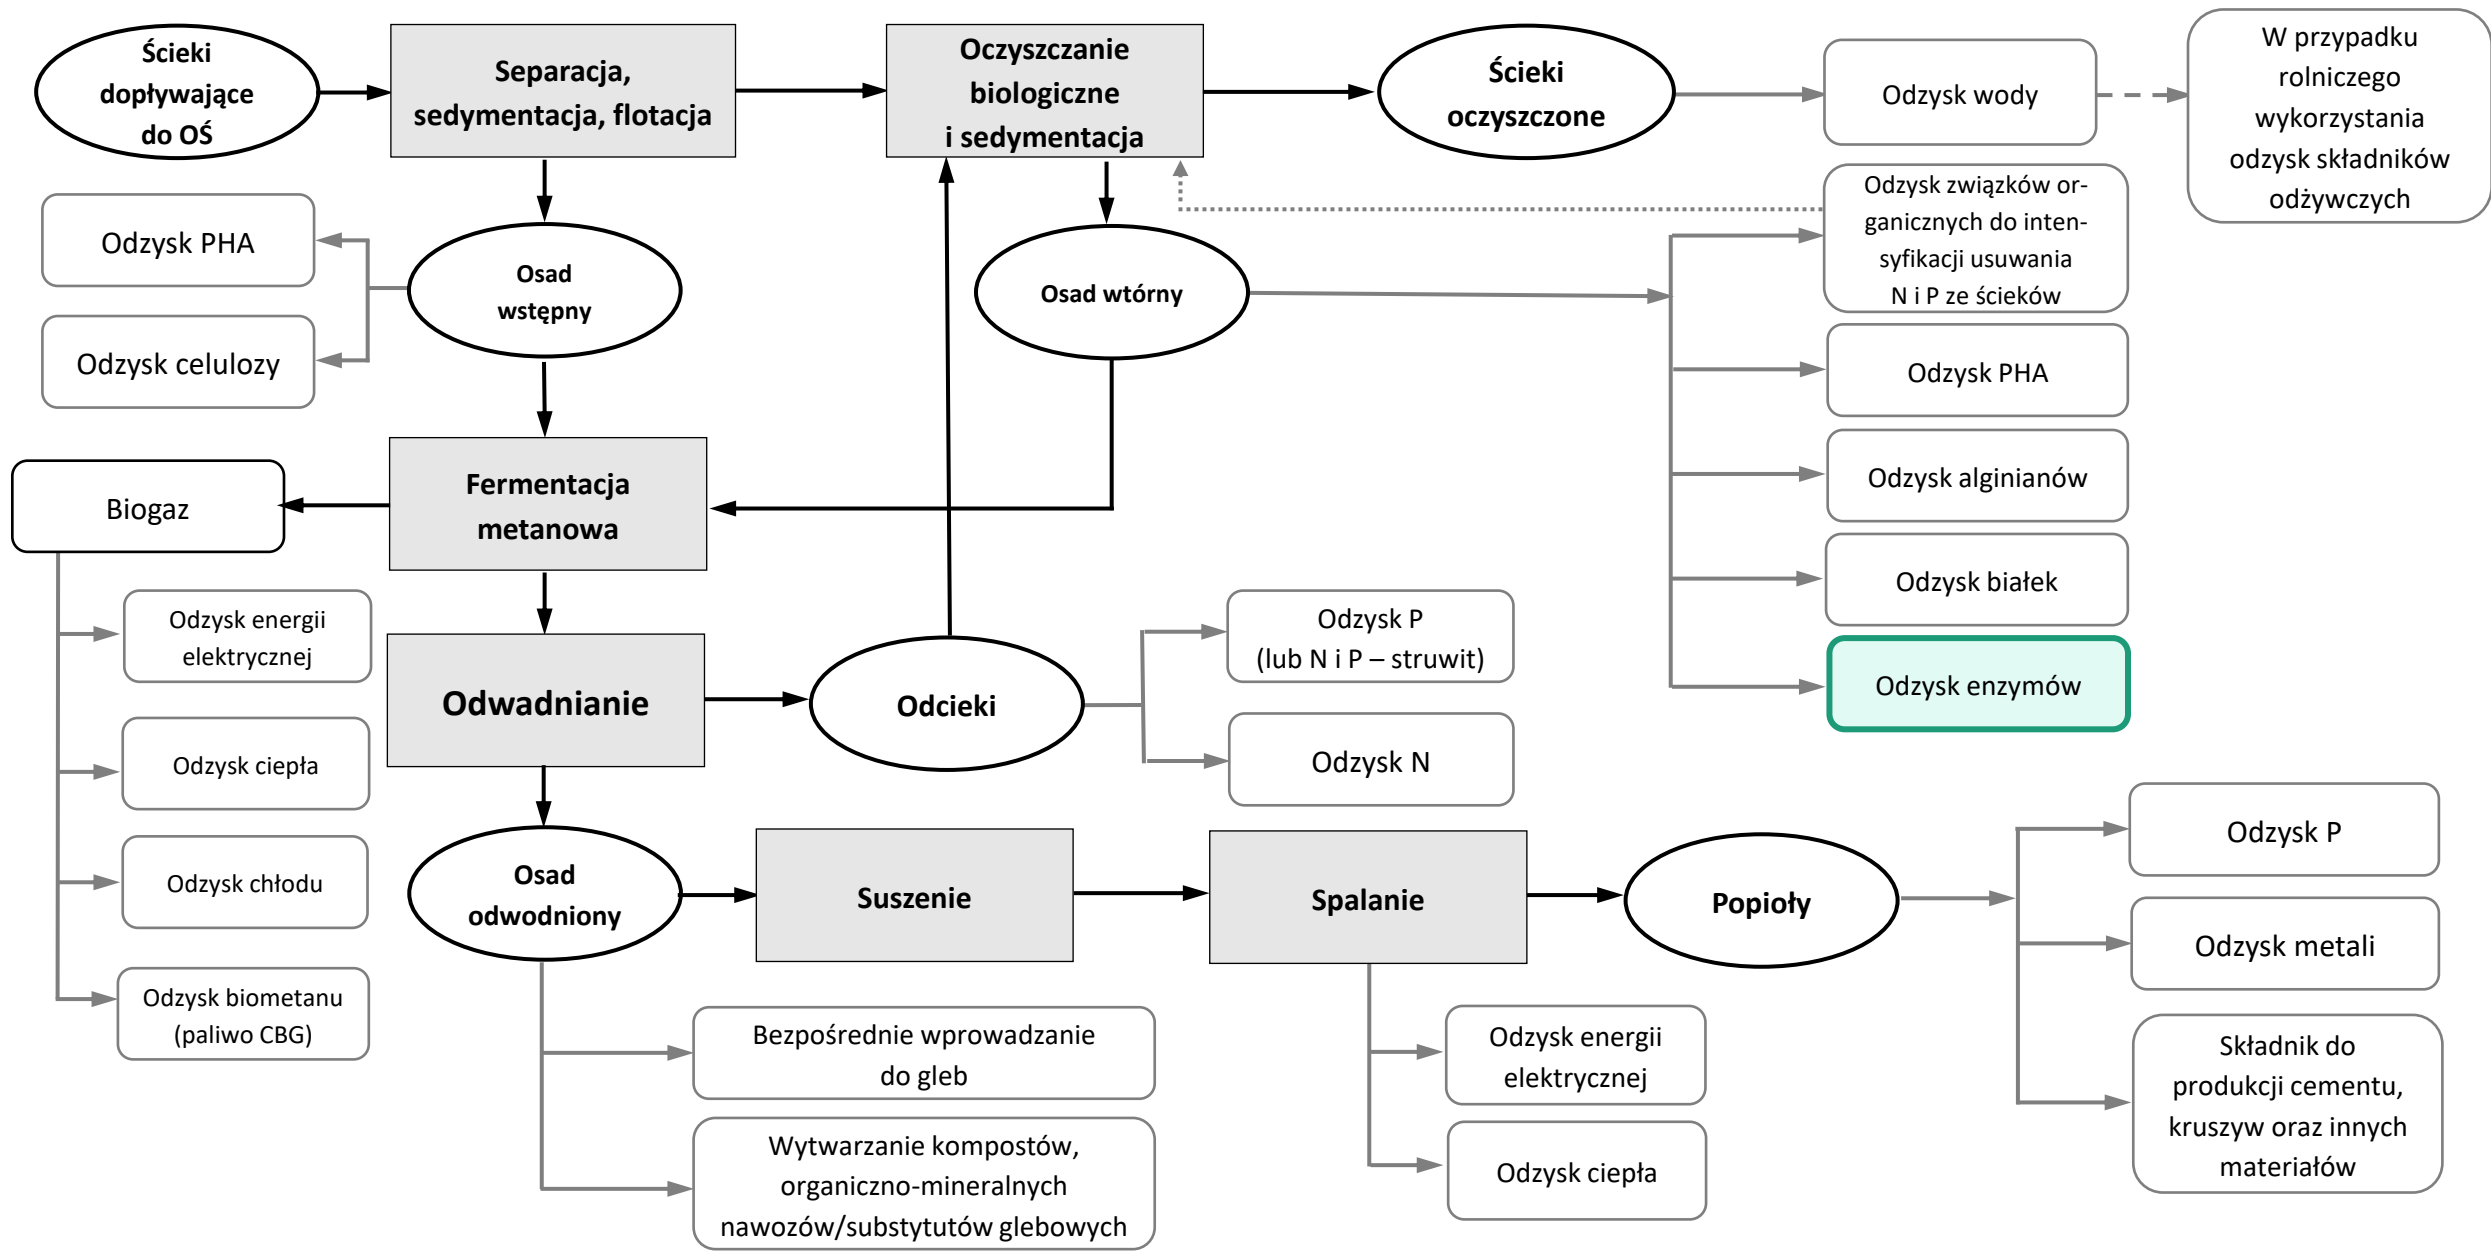 Ścieki
dopływające
do OŚ
Separacja,
sedymentacja, flotacja
Oczyszczanie
biologiczne
i sedymentacja
Ścieki
oczyszczone
Odzysk wody
W przypadku
rolniczego
wykorzystania
odzysk składników
odżywczych
Odzysk PHA
Odzysk celulozy
Osad
wstępny
Osad wtórny
Odzysk związków or-
ganicznych do inten-
syfikacji usuwania
N i P ze ścieków
Odzysk PHA
Odzysk alginianów
Odzysk białek
Odzysk enzymów
Biogaz
Fermentacja
metanowa
Odzysk energii
elektrycznej
Odzysk ciepła
Odzysk chłodu
Odzysk biometanu
(paliwo CBG)
Odwadnianie
Odcieki
Odzysk P
(lub N i P – struwit)
Odzysk N
Osad
odwodniony
Suszenie
Spalanie
Popioły
Odzysk P
Odzysk metali
Składnik do
produkcji cementu,
kruszyw oraz innych
materiałów
Bezpośrednie wprowadzanie
do gleb
Wytwarzanie kompostów,
organiczno-mineralnych
nawozów/substytutów glebowych
Odzysk energii
elektrycznej
Odzysk ciepła